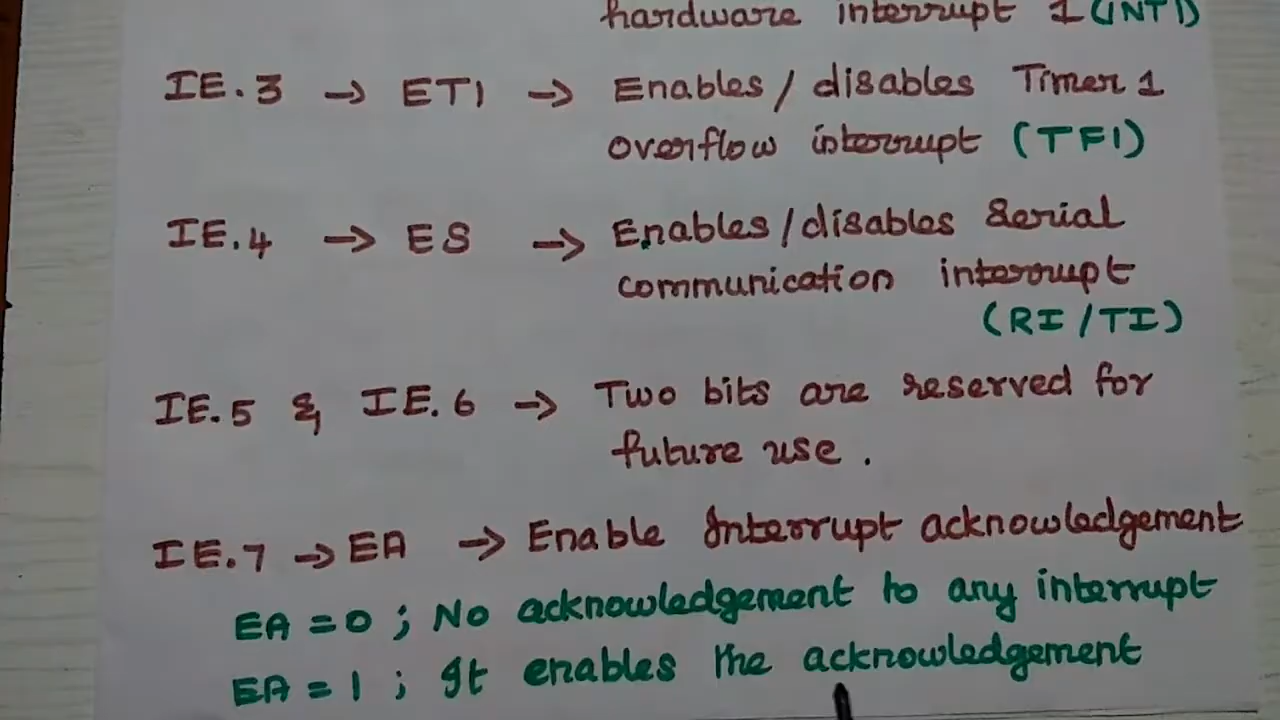 hardware interrupt 1 (INT1)
IE.3 → ET1 → Enables / disables Timer 1
overflow interrupt (TF1)
IE.4 → ES → Enables / disables Serial
communication interrupt
(RI / TI)
IE.5 & IE.6 → Two bits are reserved for
future use .
IE.7 → EA → Enable Interrupt acknowledgement
EA = 0 ; No acknowledgement to any interrupt
EA = 1 ; It enables the acknowledgement